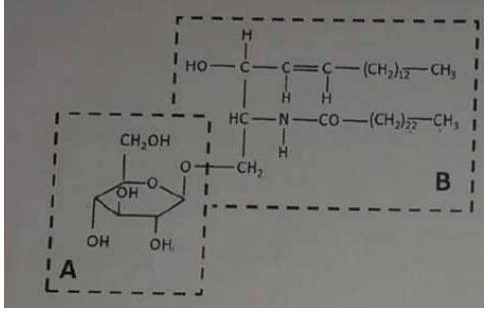 H
HO—C—C=C—(CH₂)₁₂—CH₃
H H
HC—N—CO—(CH₂)₂₂—CH₃
H
CH₂OH
O—CH₂
B
O
OH
OH
OH
A